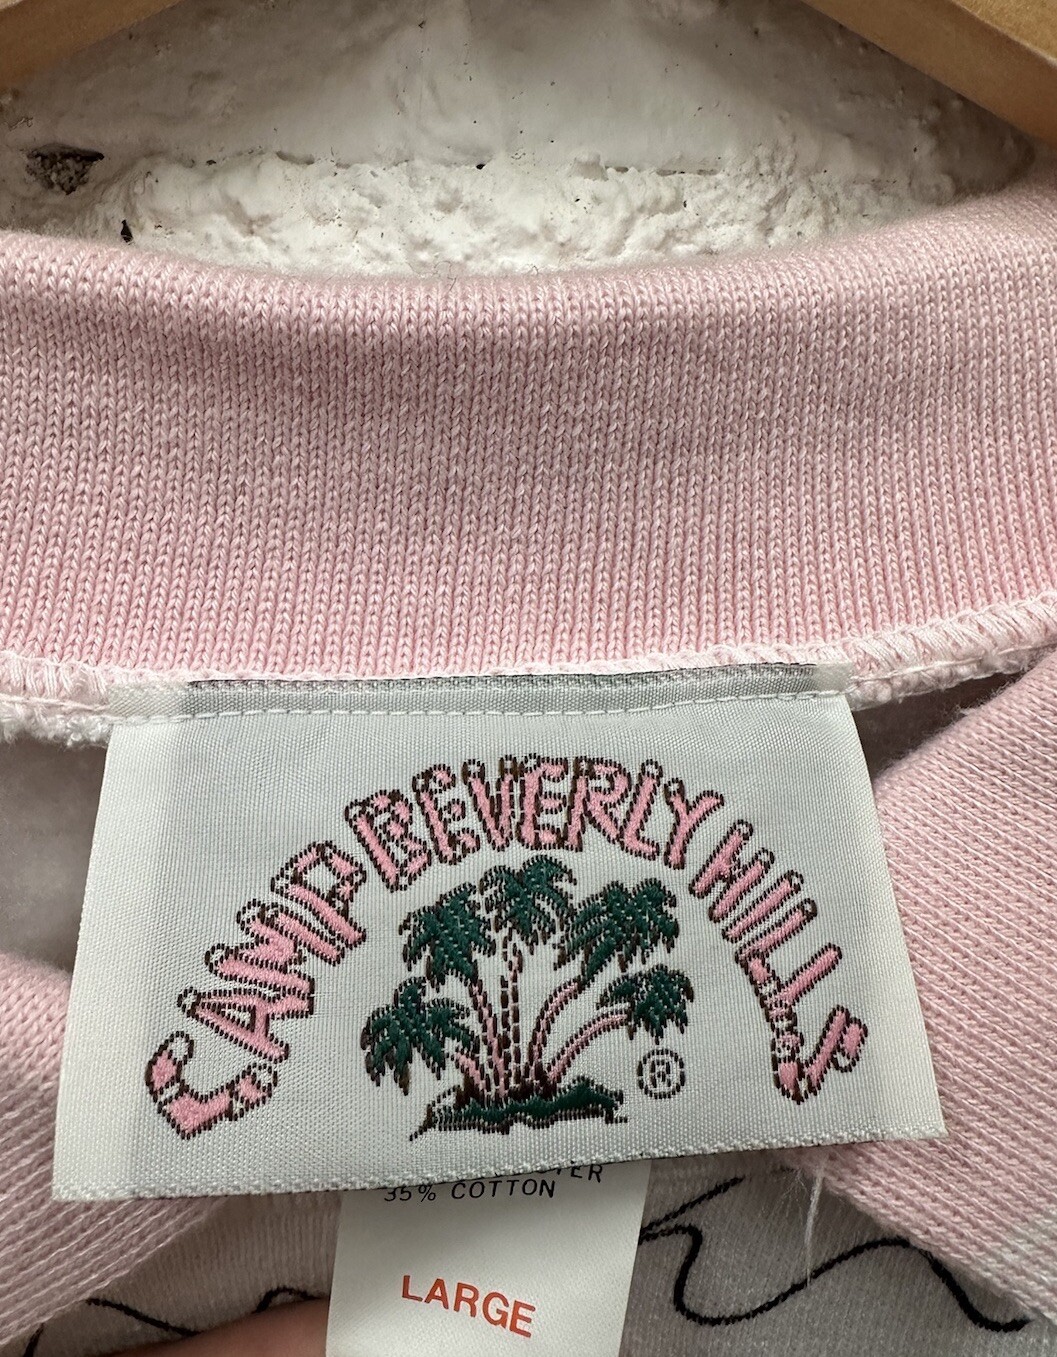 CAMP BEVERLY HILLS
®
35% COTTON
LARGE